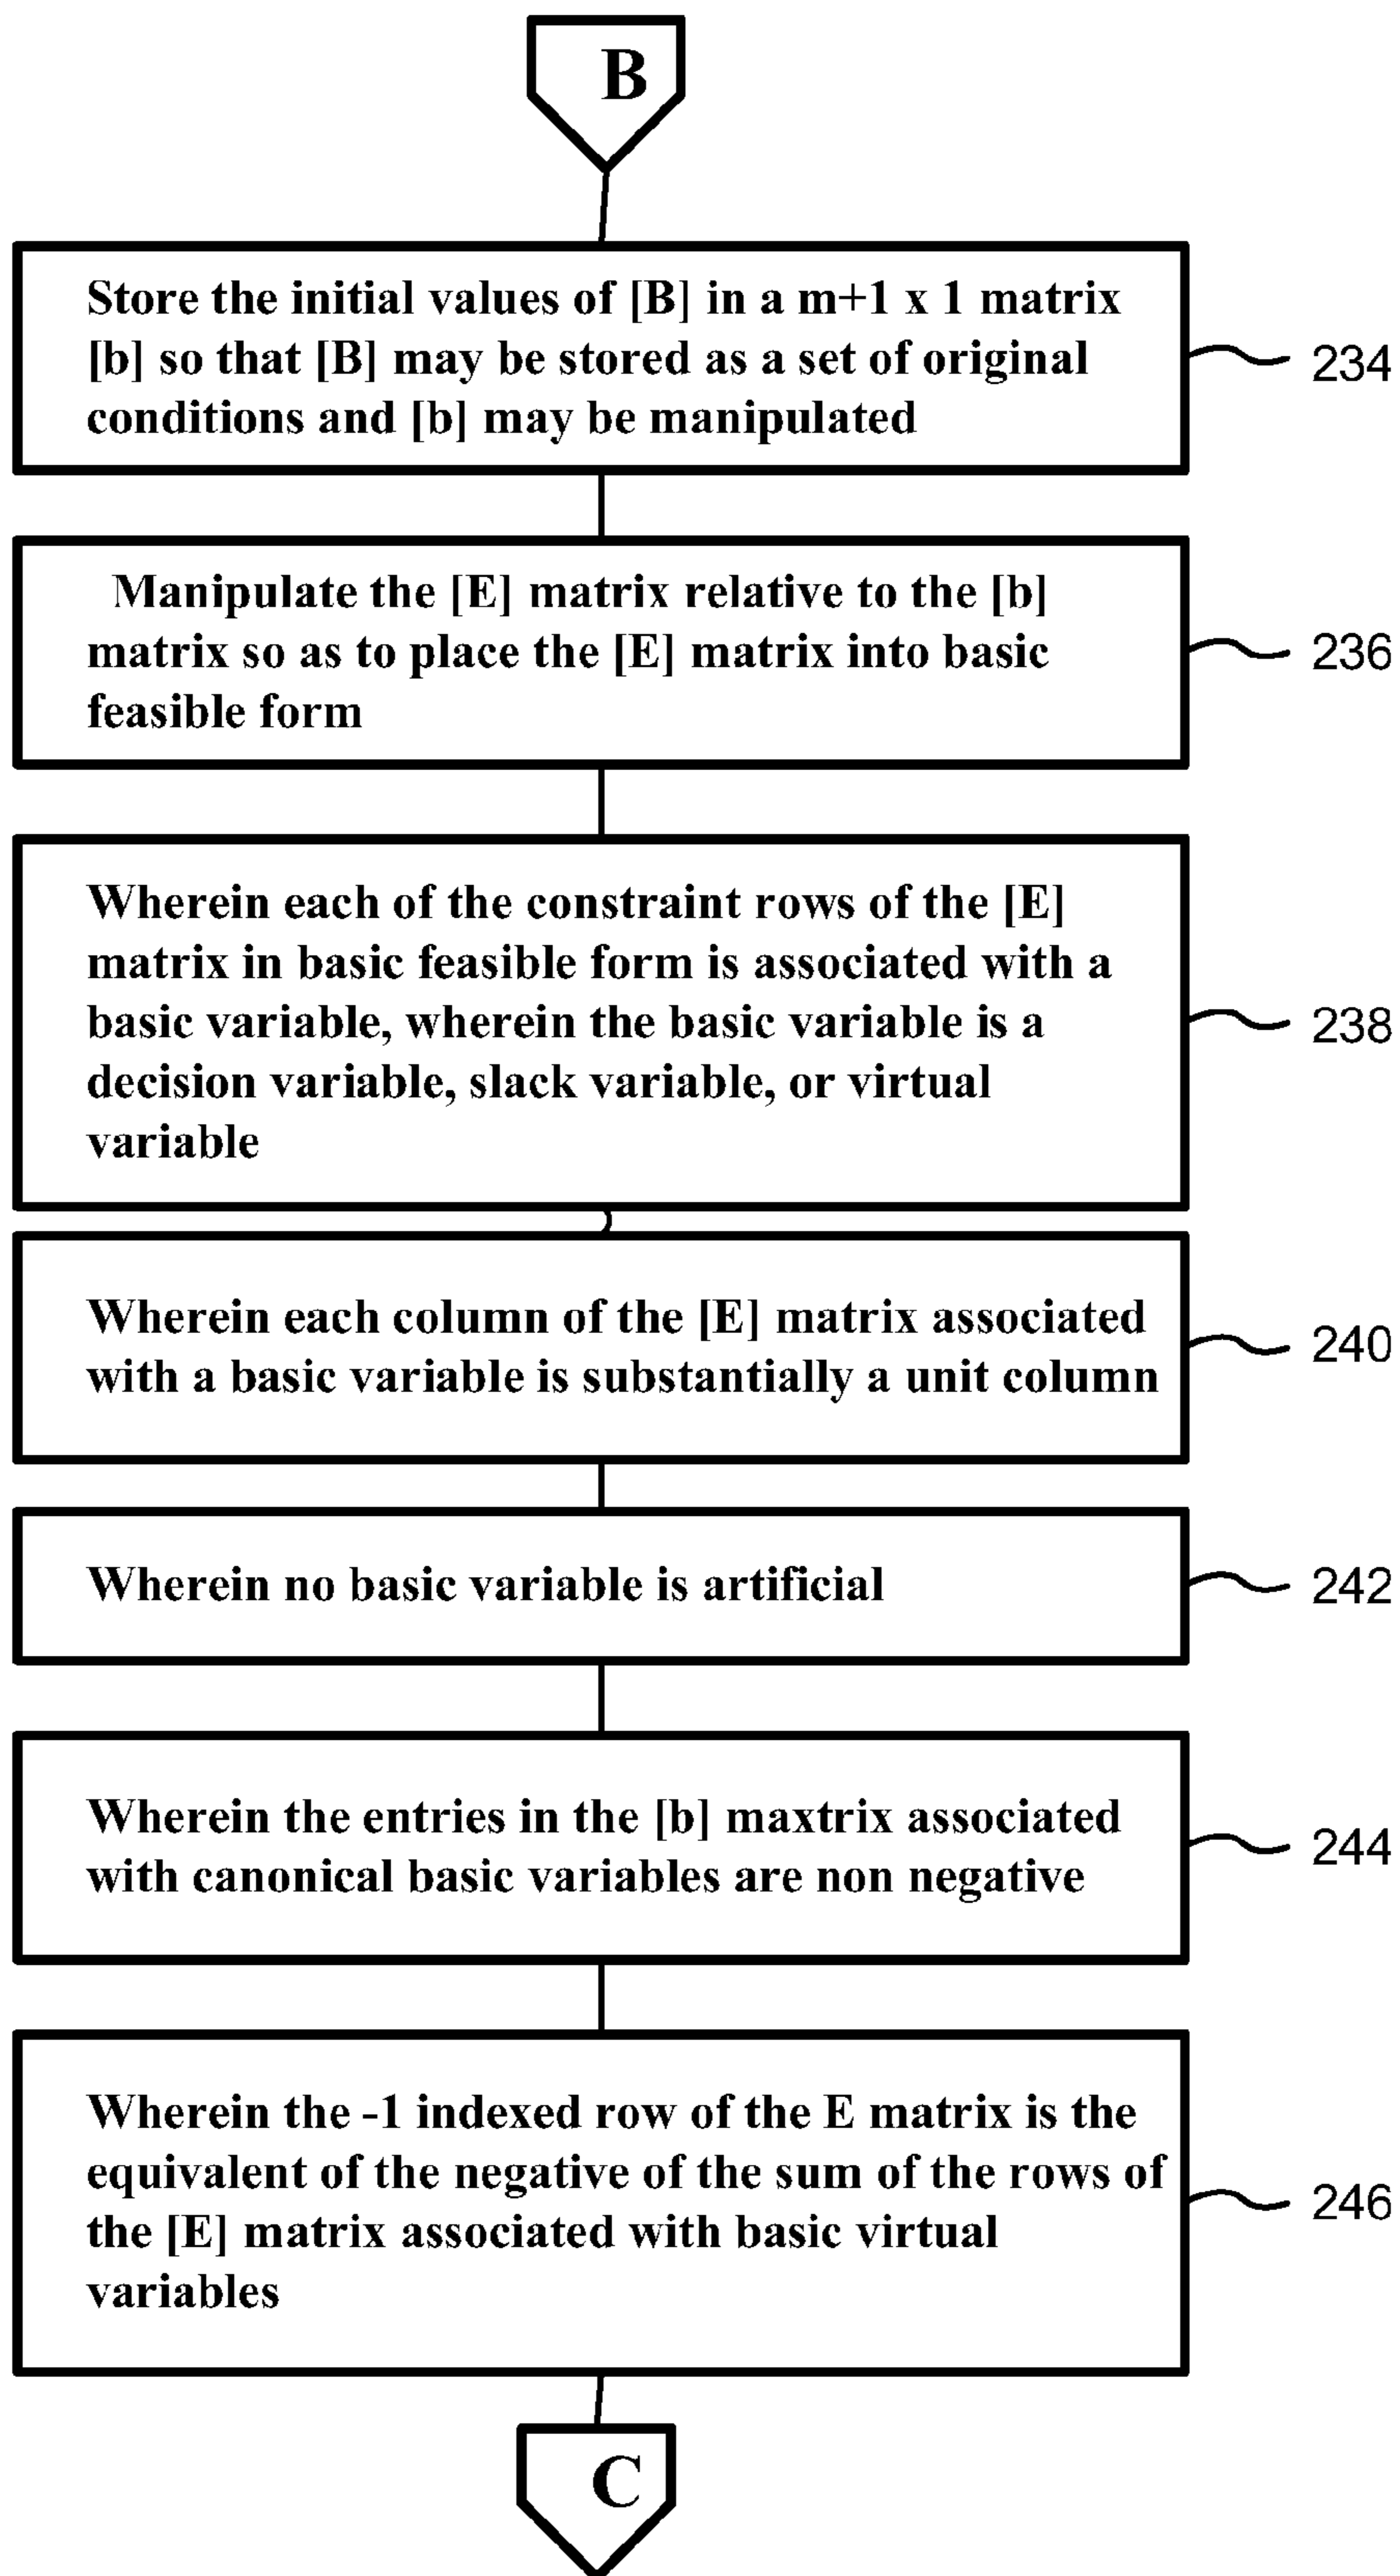 B
Store the initial values of [B] in a m+1 x 1 matrix
[b] so that [B] may be stored as a set of original
conditions and [b] may be manipulated
234
Manipulate the [E] matrix relative to the [b]
matrix so as to place the [E] matrix into basic
feasible form
236
Wherein each of the constraint rows of the [E]
matrix in basic feasible form is associated with a
basic variable, wherein the basic variable is a
decision variable, slack variable, or virtual
variable
238
Wherein each column of the [E] matrix associated
with a basic variable is substantially a unit column
240
Wherein no basic variable is artificial
242
Wherein the entries in the [b] maxtrix associated
with canonical basic variables are non negative
244
Wherein the -1 indexed row of the E matrix is the
equivalent of the negative of the sum of the rows of
the [E] matrix associated with basic virtual
variables
246
C